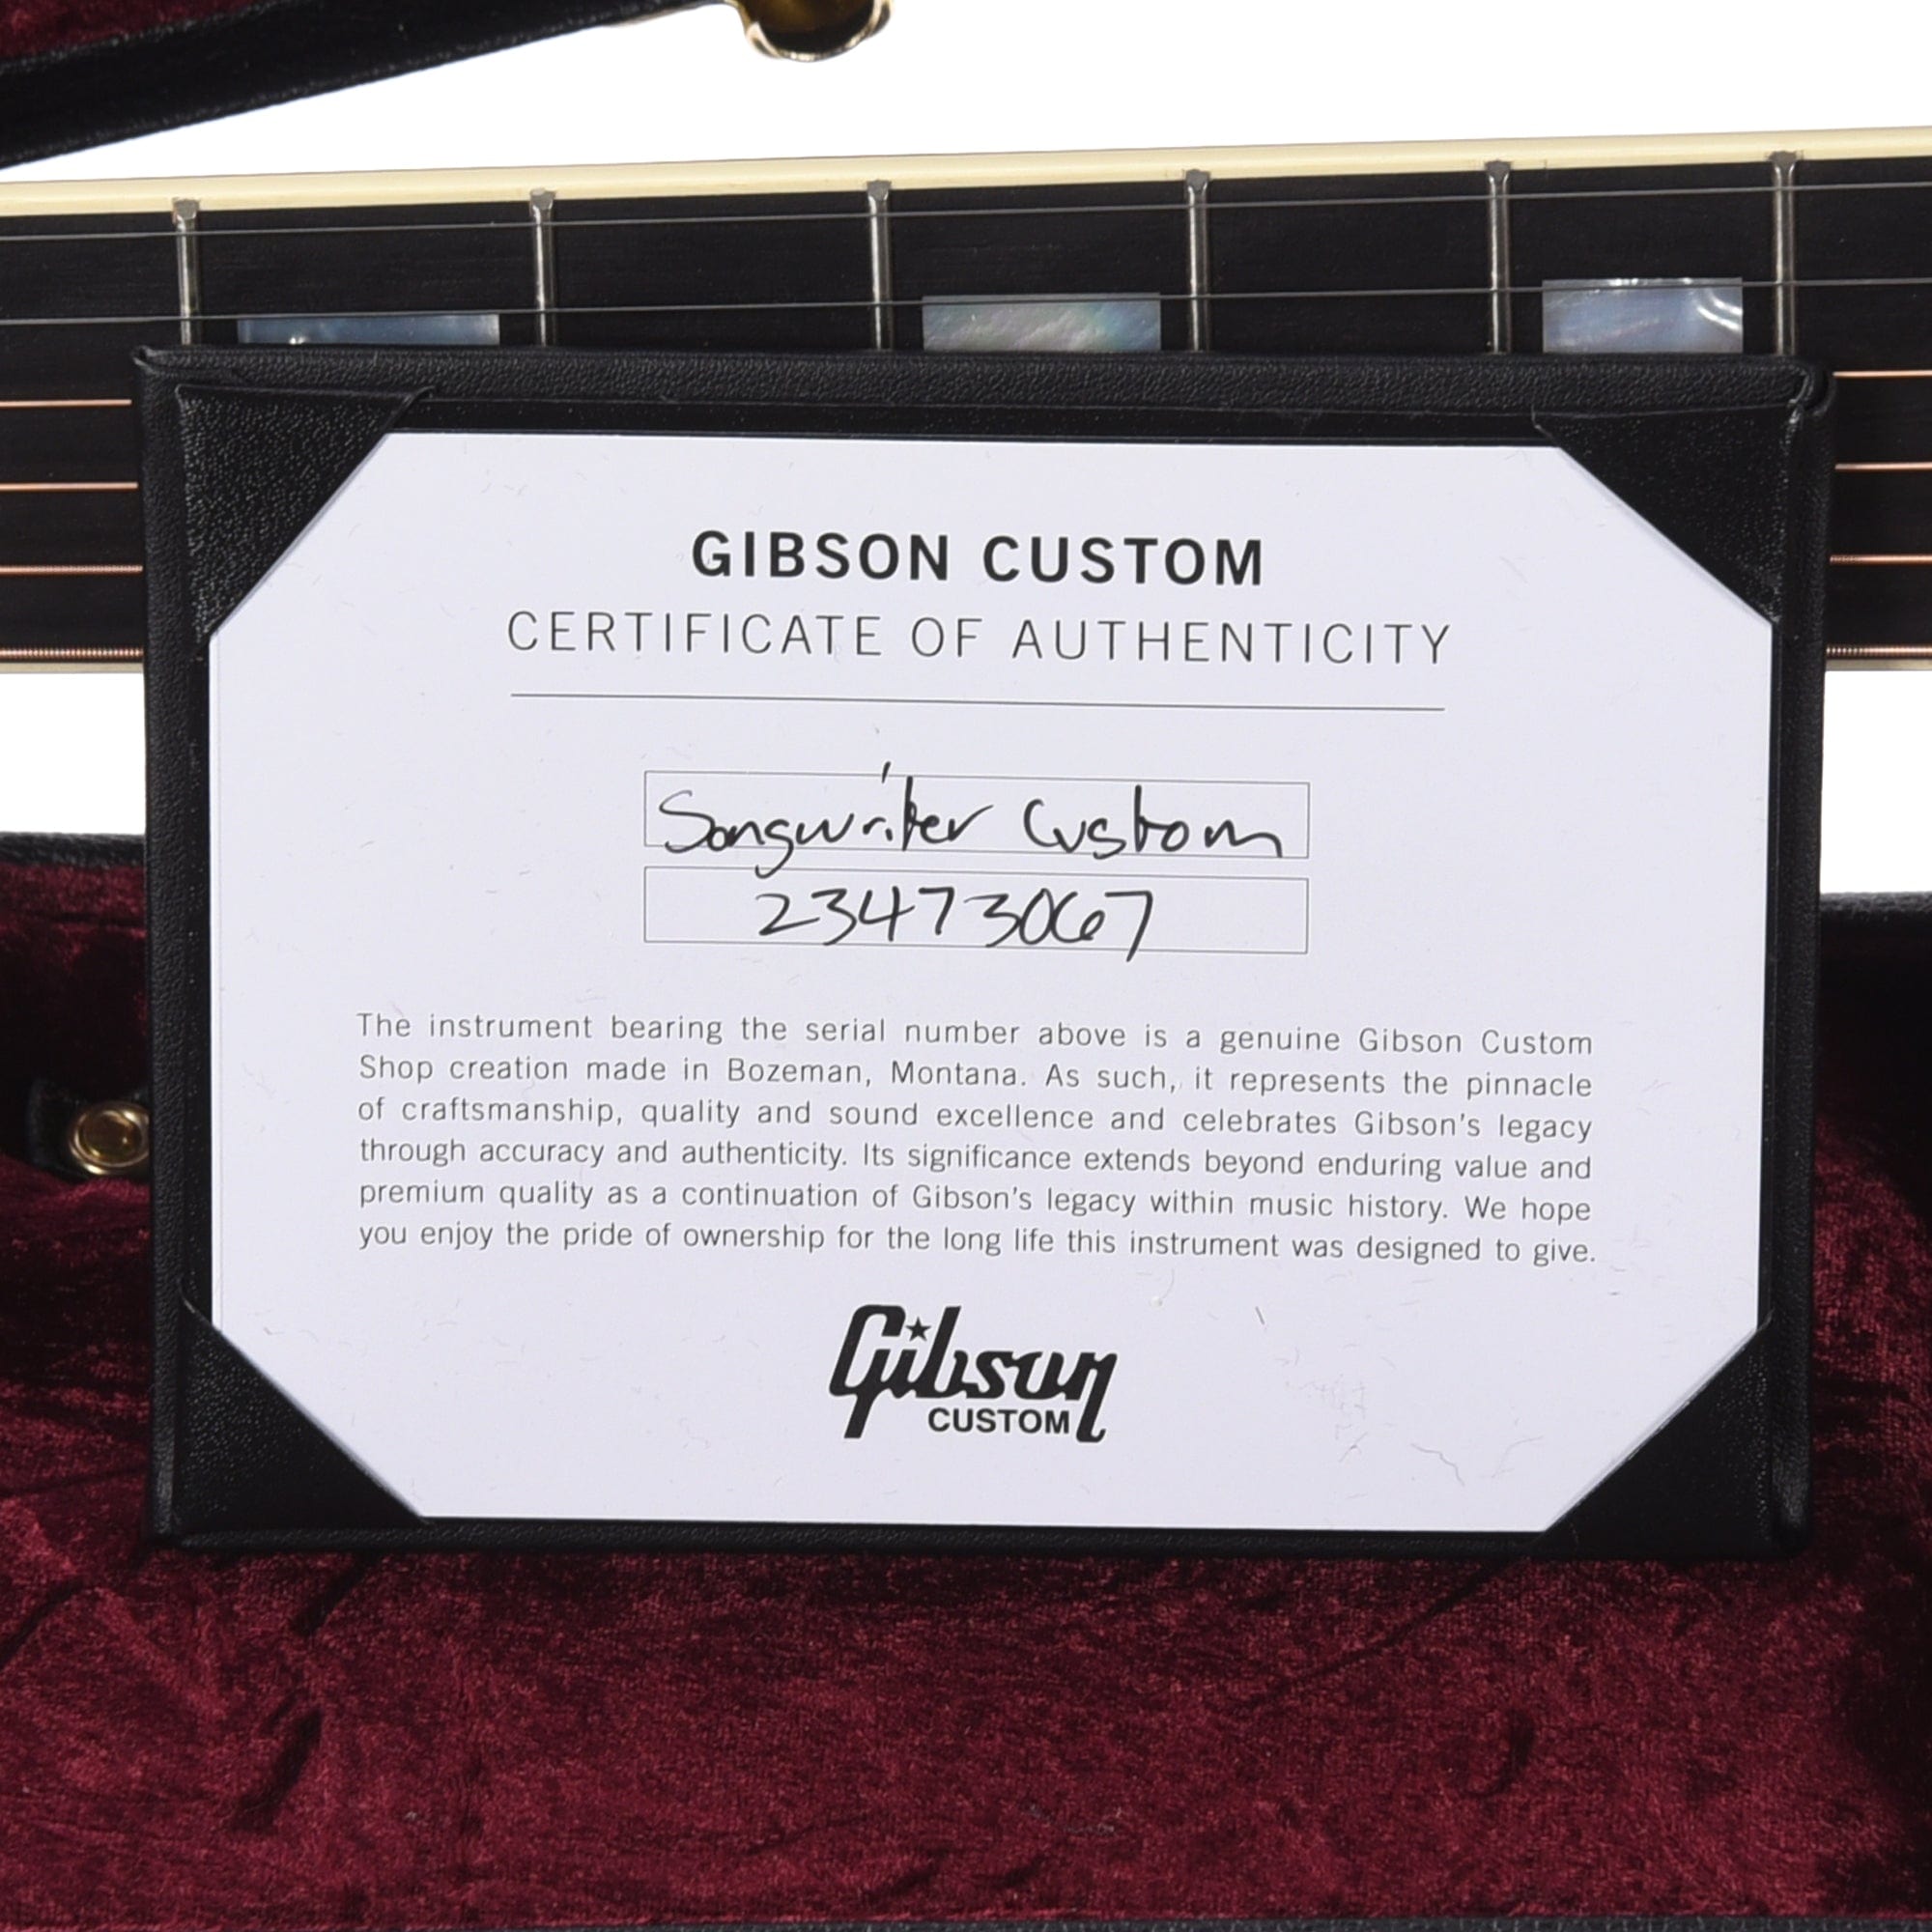 GIBSON CUSTOM
CERTIFICATE OF AUTHENTICITY
Songwriter Custom
23473067
The instrument bearing the serial number above is a genuine Gibson Custom
Shop creation made in Bozeman, Montana. As such, it represents the pinnacle
of craftsmanship, quality and sound excellence and celebrates Gibson's legacy
through accuracy and authenticity. Its significance extends beyond enduring value and
premium quality as a continuation of Gibson's legacy within music history. We hope
you enjoy the pride of ownership for the long life this instrument was designed to give.
Gibson
CUSTOM